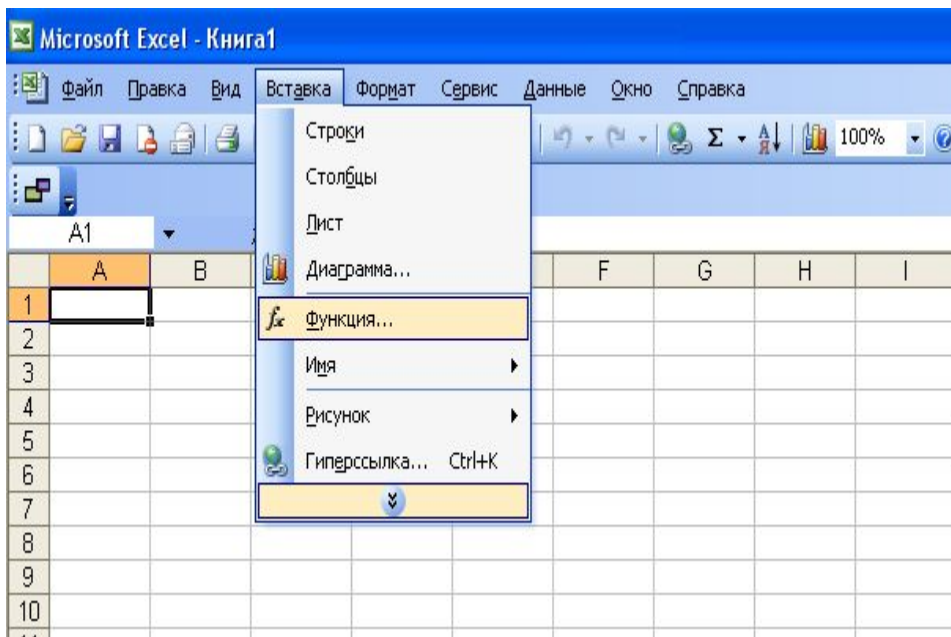 Microsoft Excel - Книга1
Файл Правка Вид Вставка Формат Сервис Данные Окно Справка
Σ А Я 100%
Строки
Столбцы
Лист
Диаграмма...
fx Функция...
Имя
Рисунок
Гиперссылка... Ctrl+K
A1
A B F G H I
1
2
3
4
5
6
7
8
9
10